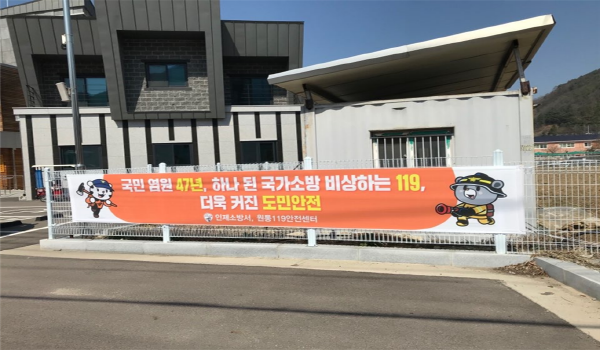 국민 염원 47년, 하나 된 국가소방 비상하는 119,
더욱 커진 도민안전
인제소방서, 원통119안전센터